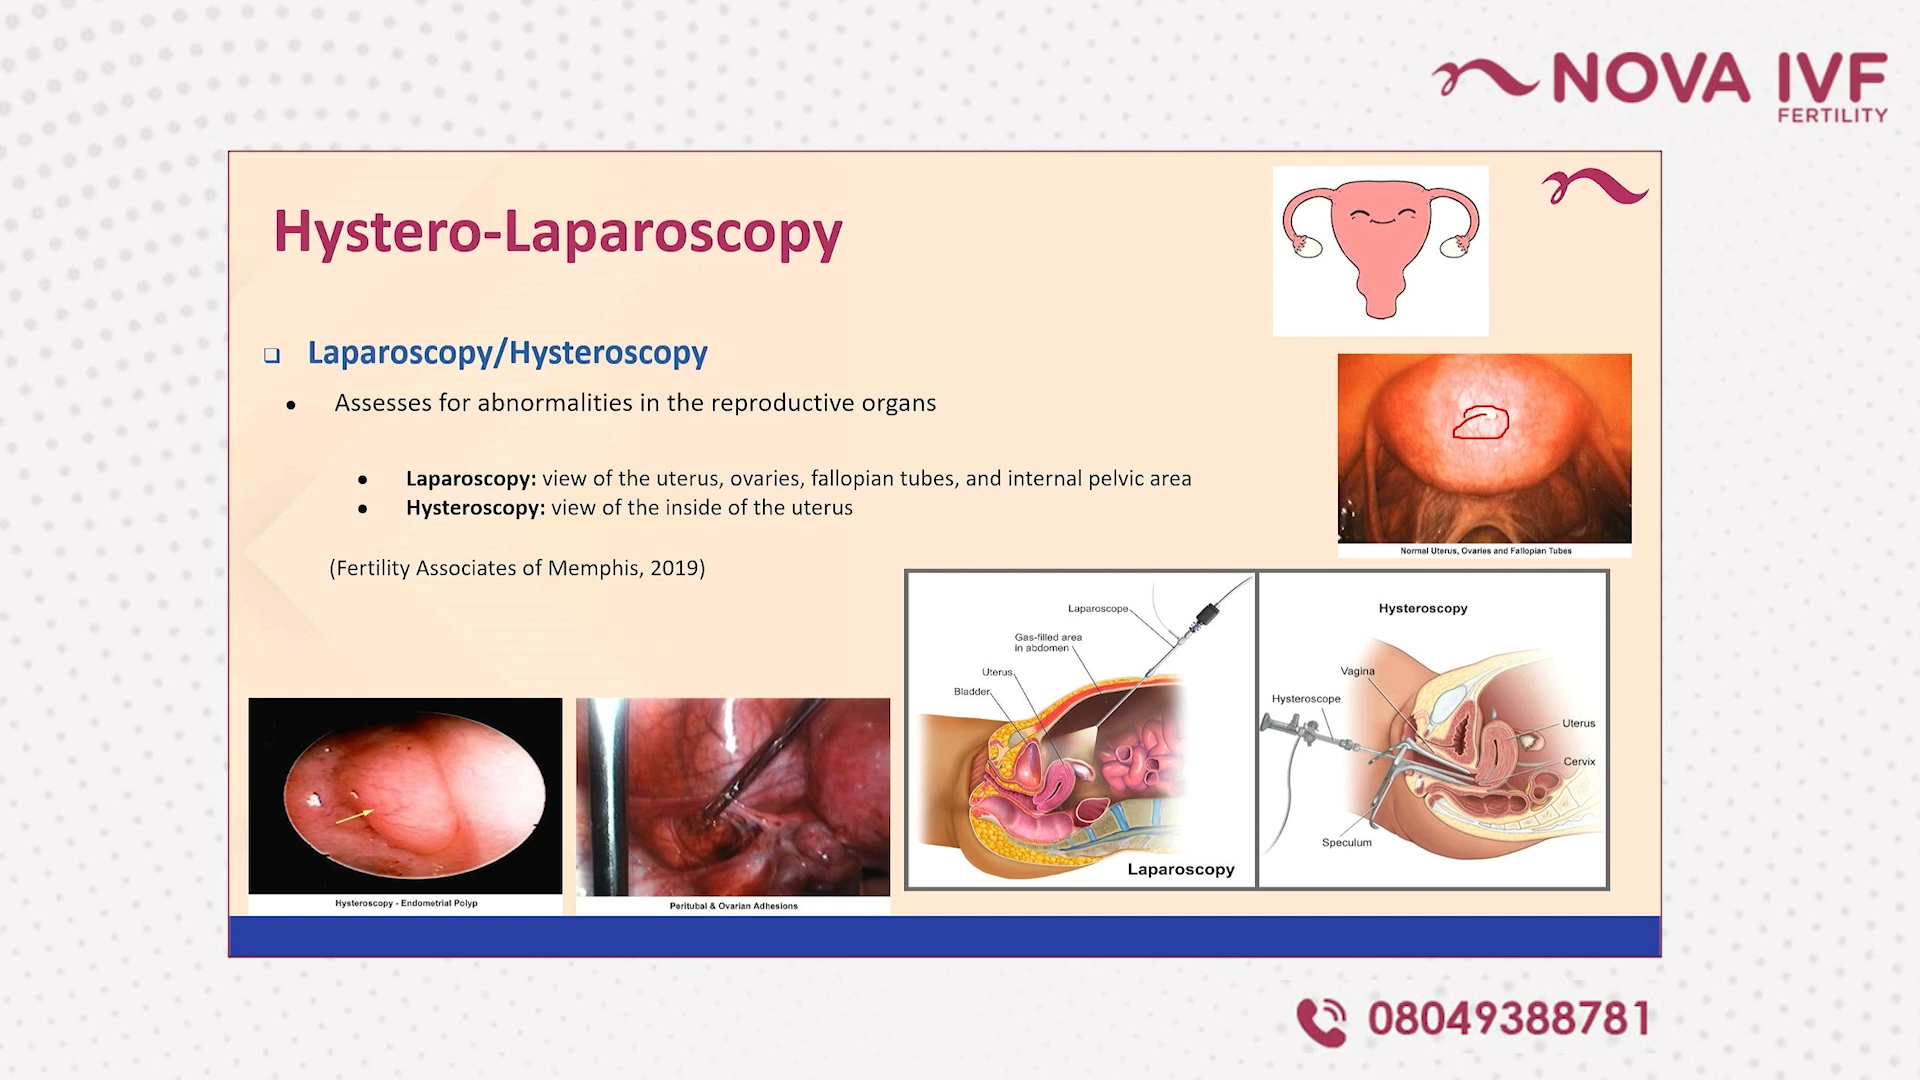 NOVA IVF
FERTILITY
Hystero-Laparoscopy
Laparoscopy/Hysteroscopy
Assesses for abnormalities in the reproductive organs
Laparoscopy: view of the uterus, ovaries, fallopian tubes, and internal pelvic area
Hysteroscopy: view of the inside of the uterus
(Fertility Associates of Memphis, 2019)
Normal Uterus, Ovaries and Fallopian Tubes
Laparoscope
Gas-filled area
in abdomen
Uterus
Bladder
Laparoscopy
Hysteroscopy
Vagina
Hysteroscope
Uterus
Cervix
Speculum
Hysteroscopy - Endometrial Polyp
Peritubal & Ovarian Adhesions
08049388781